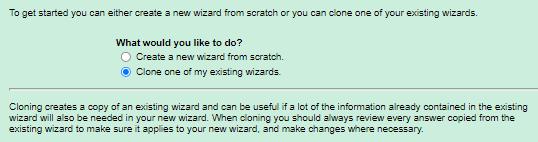 To get started you can either create a new wizard from scratch or you can clone one of your existing wizards.
What would you like to do?
Create a new wizard from scratch.
Clone one of my existing wizards.
Cloning creates a copy of an existing wizard and can be useful if a lot of the information already contained in the existing
wizard will also be needed in your new wizard. When cloning you should always review every answer copied from the
existing wizard to make sure it applies to your new wizard, and make changes where necessary.